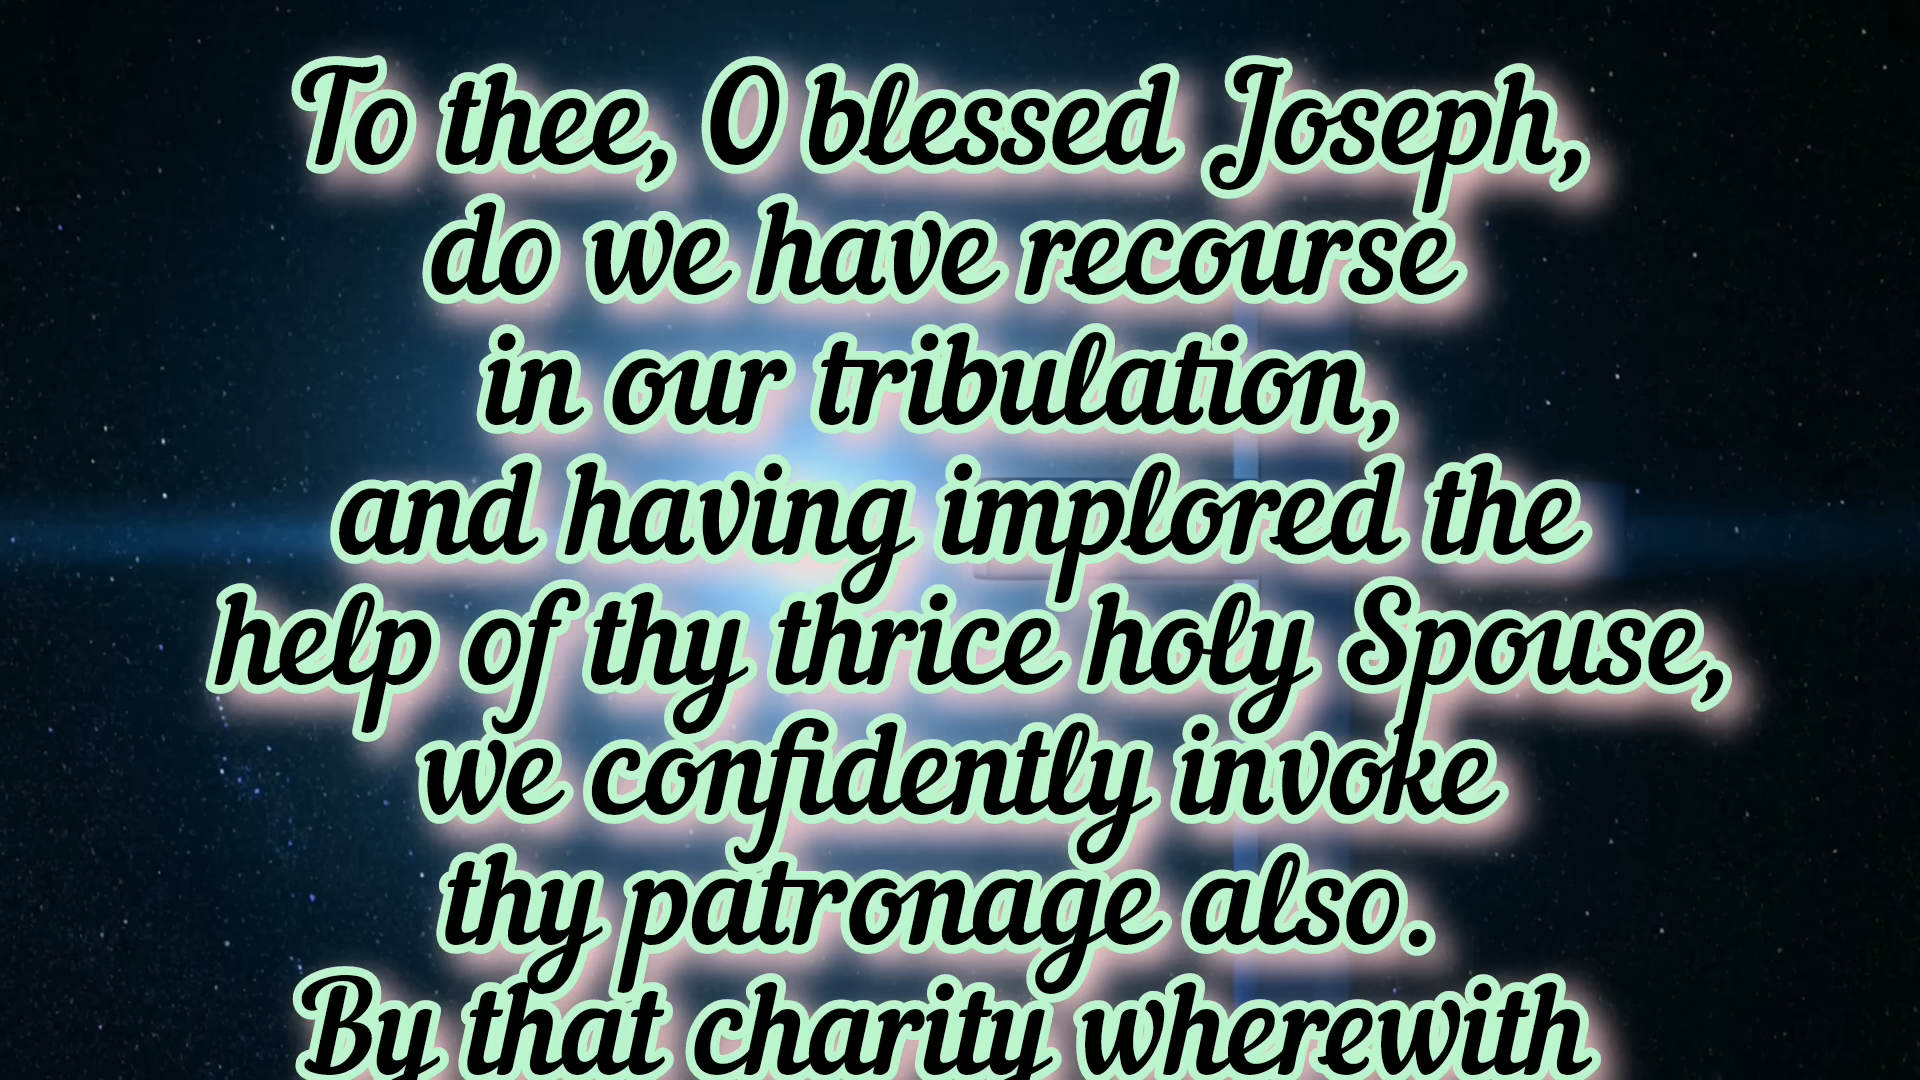 To thee, O blessed Joseph,
do we have recourse
in our tribulation,
and having implored the
help of thy thrice holy Spouse,
we confidently invoke
thy patronage also.
By that charity wherewith